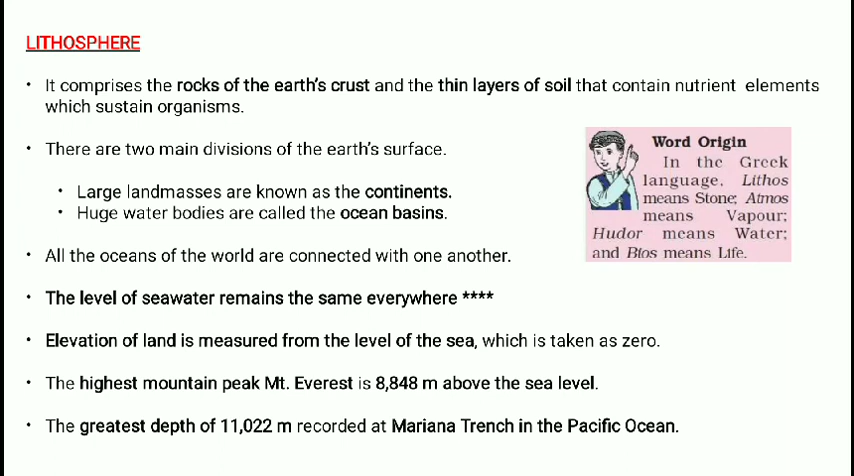 LITHOSPHERE
• It comprises the rocks of the earth's crust and the thin layers of soil that contain nutrient elements
which sustain organisms.
• There are two main divisions of the earth's surface.
• Large landmasses are known as the continents.
• Huge water bodies are called the ocean basins.
• All the oceans of the world are connected with one another.
• The level of seawater remains the same everywhere ****
• Elevation of land is measured from the level of the sea, which is taken as zero.
• The highest mountain peak Mt. Everest is 8,848 m above the sea level.
• The greatest depth of 11,022 m recorded at Mariana Trench in the Pacific Ocean.
Word Origin
In the Greek
language, Lithos
means Stone; Atmos
means Vapour;
Hudor means Water;
and Bios means Life.